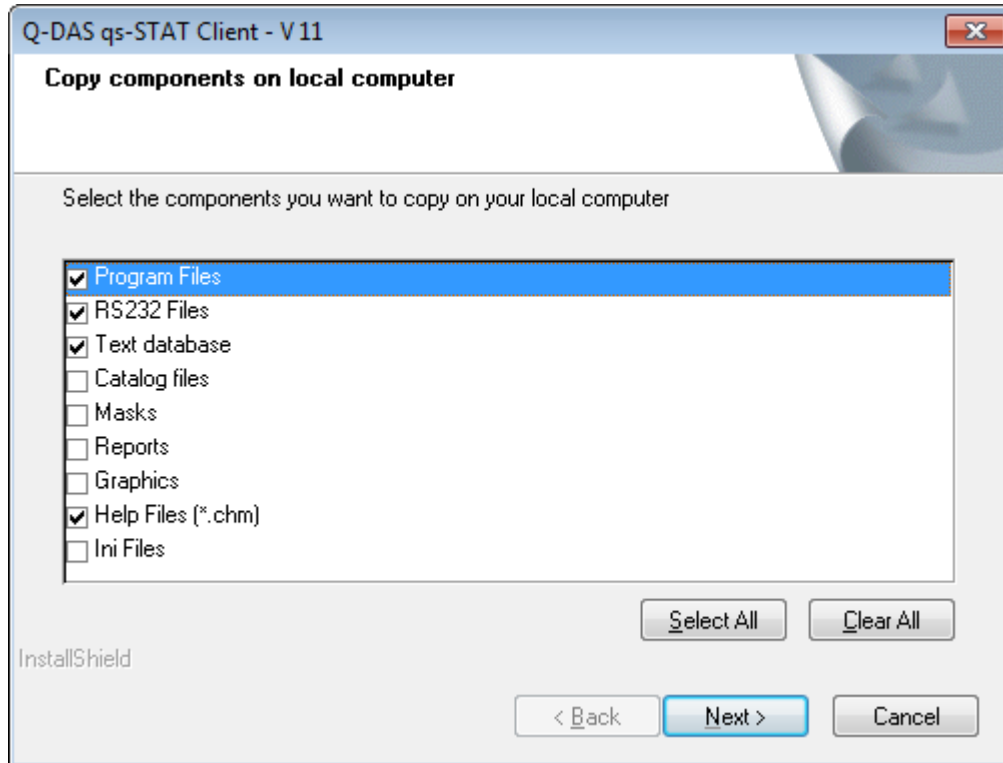 Q-DAS qs-STAT Client - V 11
Copy components on local computer
Select the components you want to copy on your local computer
Program Files
RS232 Files
Text database
Catalog files
Masks
Reports
Graphics
Help Files (*.chm)
Ini Files
Select All Clear All
InstallShield
< Back Next > Cancel